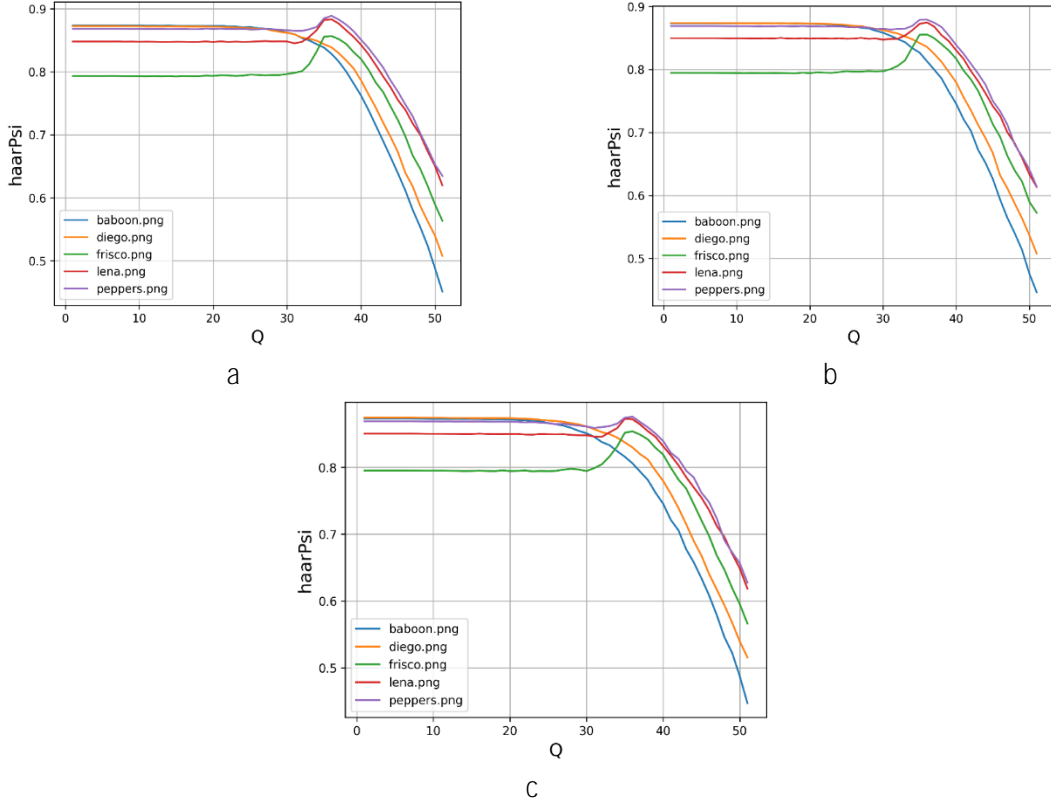 0.9
0.8
0.7
0.6
0.5
haarPsi
baboon.png
diego.png
frisco.png
lena.png
peppers.png
0 10 20 30 40 50
Q
a
0.9
0.8
0.7
0.6
0.5
haarPsi
baboon.png
diego.png
frisco.png
lena.png
peppers.png
0 10 20 30 40 50
Q
b
0.8
0.7
0.6
0.5
haarPsi
baboon.png
diego.png
frisco.png
lena.png
peppers.png
0 10 20 30 40 50
Q
c